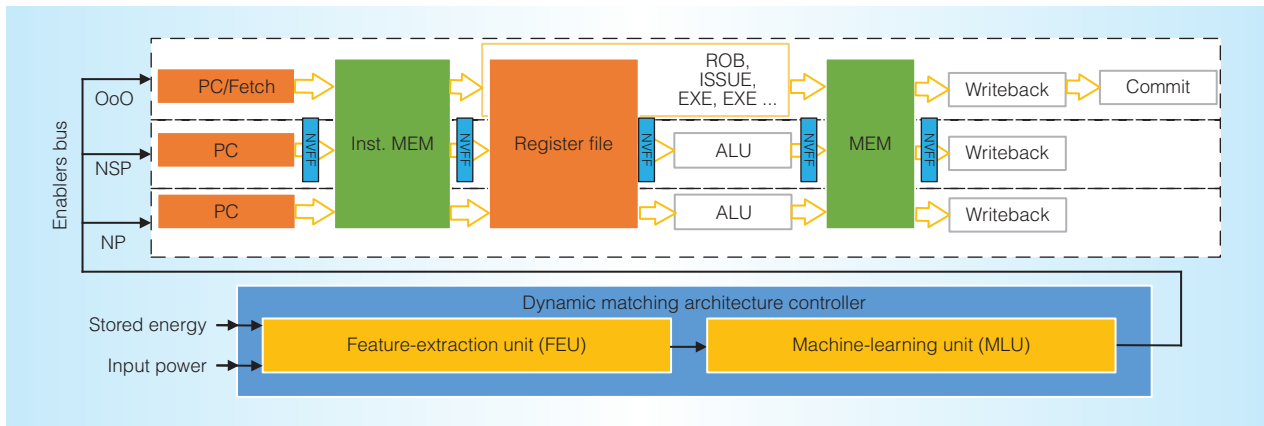 Enablers bus
OoO
PC/Fetch
ROB,
ISSUE,
EXE, EXE ...
Writeback
Commit
NSP
PC
NVFF
Inst. MEM
NVFF
Register file
NVFF
ALU
NVFF
MEM
NVFF
Writeback
NP
PC
ALU
Writeback
Dynamic matching architecture controller
Stored energy
Input power
Feature-extraction unit (FEU)
Machine-learning unit (MLU)